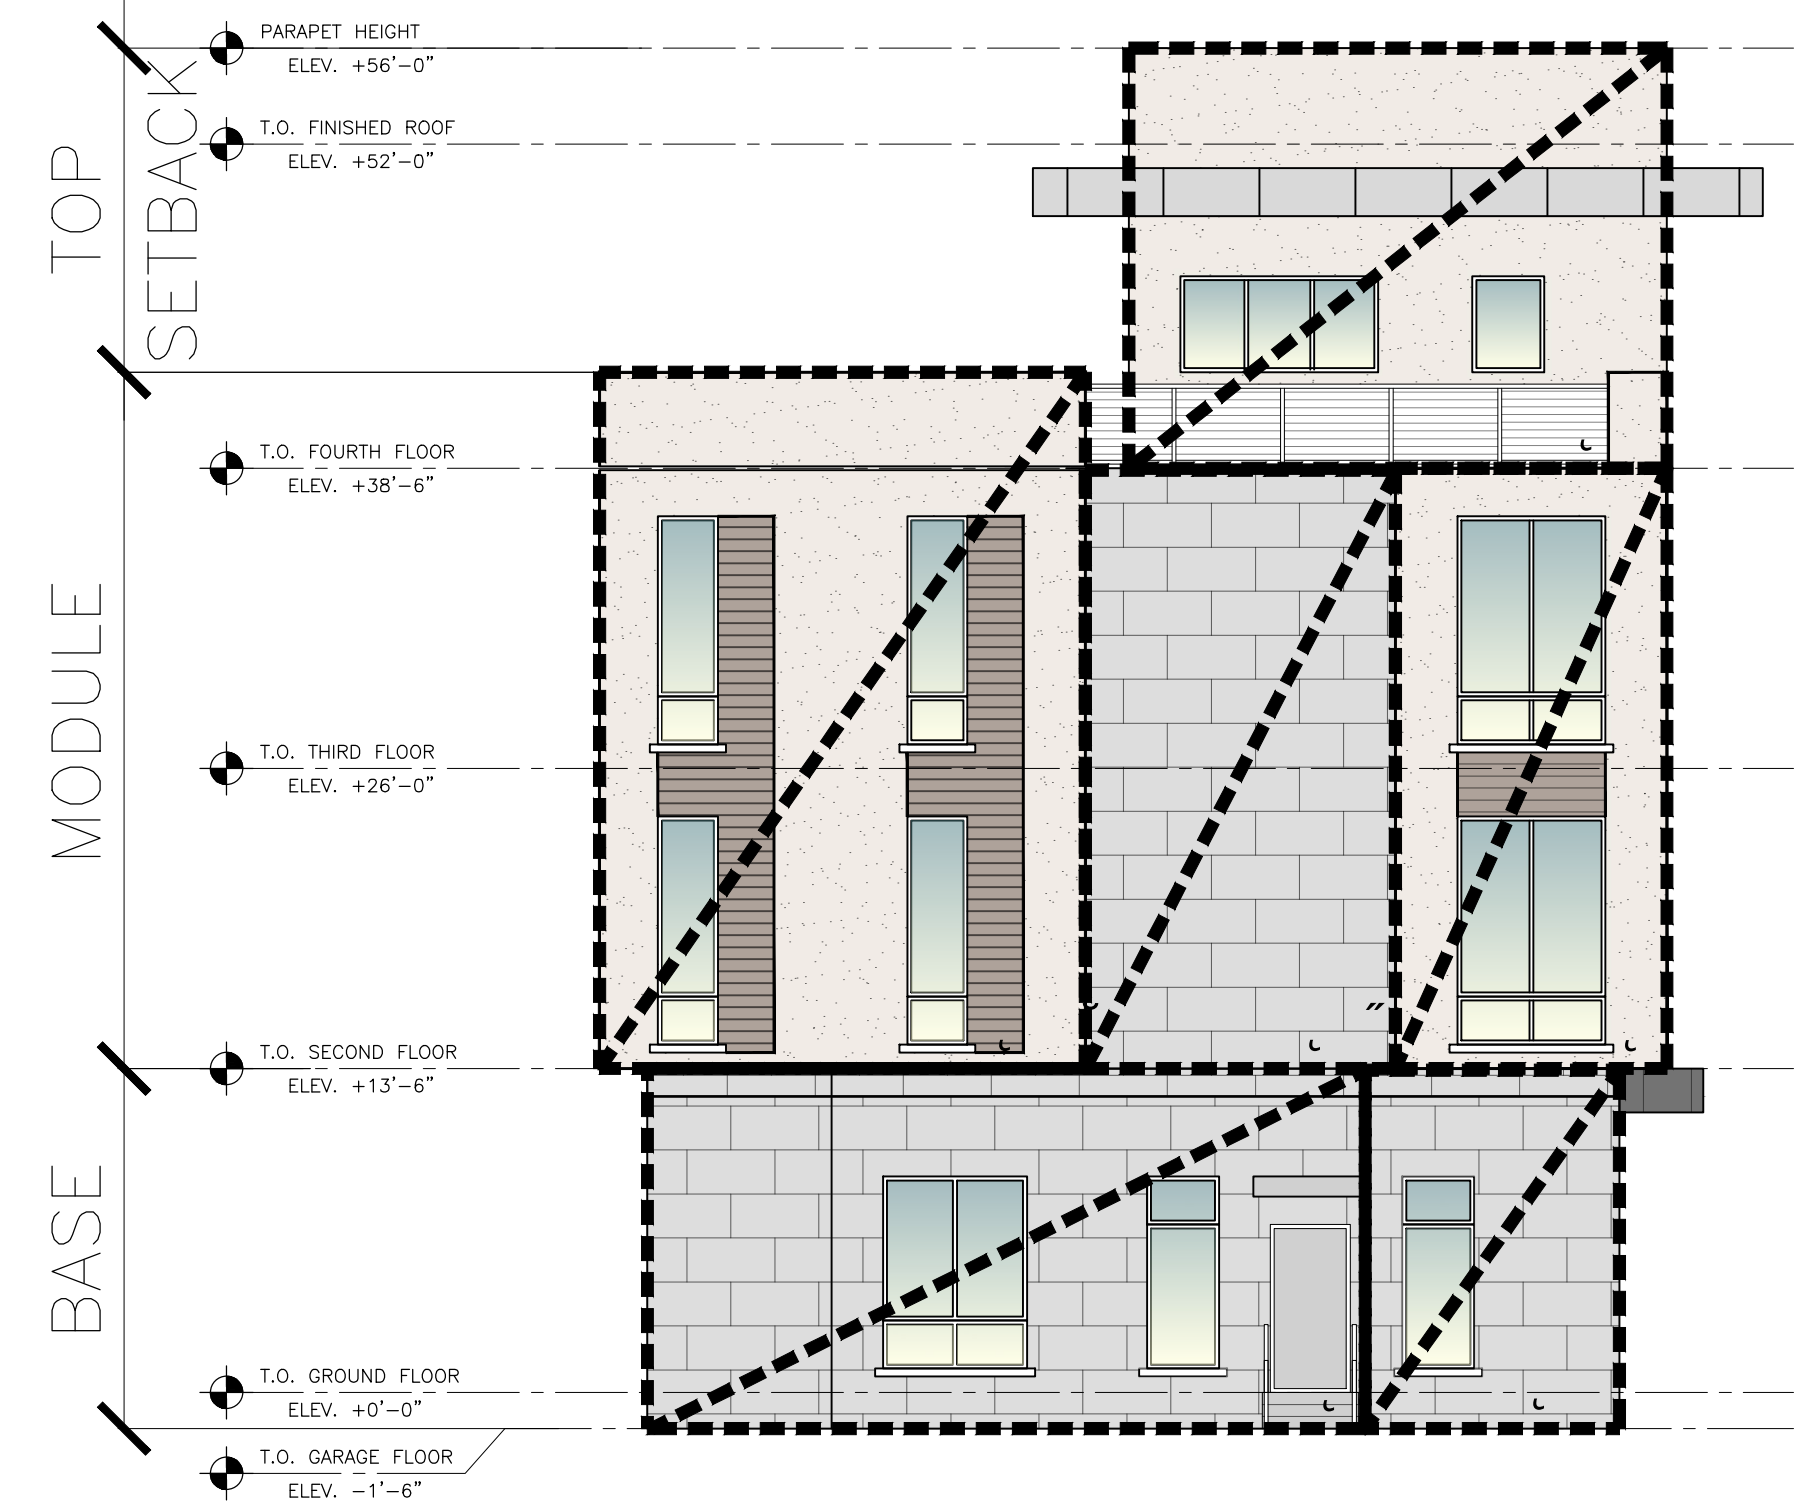 PARAPET HEIGHT
ELEV. +56'-0"
T.O. FINISHED ROOF
ELEV. +52'-0"
TOP
SETBACK
T.O. FOURTH FLOOR
ELEV. +38'-6"
MODULE
T.O. THIRD FLOOR
ELEV. +26'-0"
T.O. SECOND FLOOR
ELEV. +13'-6"
BASE
T.O. GROUND FLOOR
ELEV. +0'-0"
T.O. GARAGE FLOOR
ELEV. -1'-6"